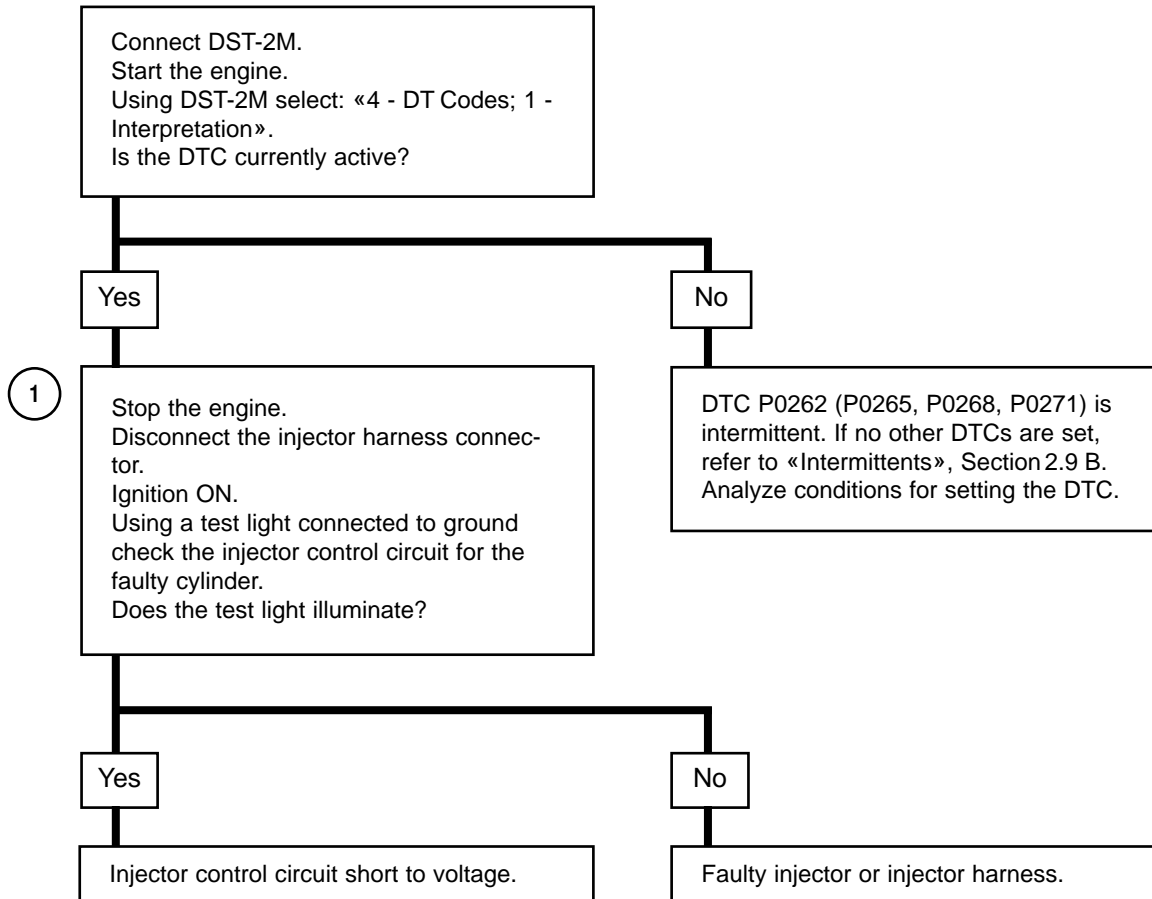 Connect DST-2M.
Start the engine.
Using DST-2M select: «4 - DT Codes; 1 -
Interpretation».
Is the DTC currently active?
Yes
No
1
Stop the engine.
Disconnect the injector harness connec-
tor.
Ignition ON.
Using a test light connected to ground
check the injector control circuit for the
faulty cylinder.
Does the test light illuminate?
DTC P0262 (P0265, P0268, P0271) is
intermittent. If no other DTCs are set,
refer to «Intermittents», Section 2.9 B.
Analyze conditions for setting the DTC.
Yes
No
Injector control circuit short to voltage.
Faulty injector or injector harness.